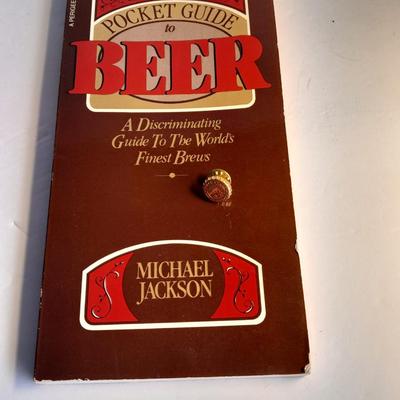 A PERIGEE
POCKET GUIDE
to
BEER
A Discriminating
Guide To The World's
Finest Brews
MICHAEL
JACKSON